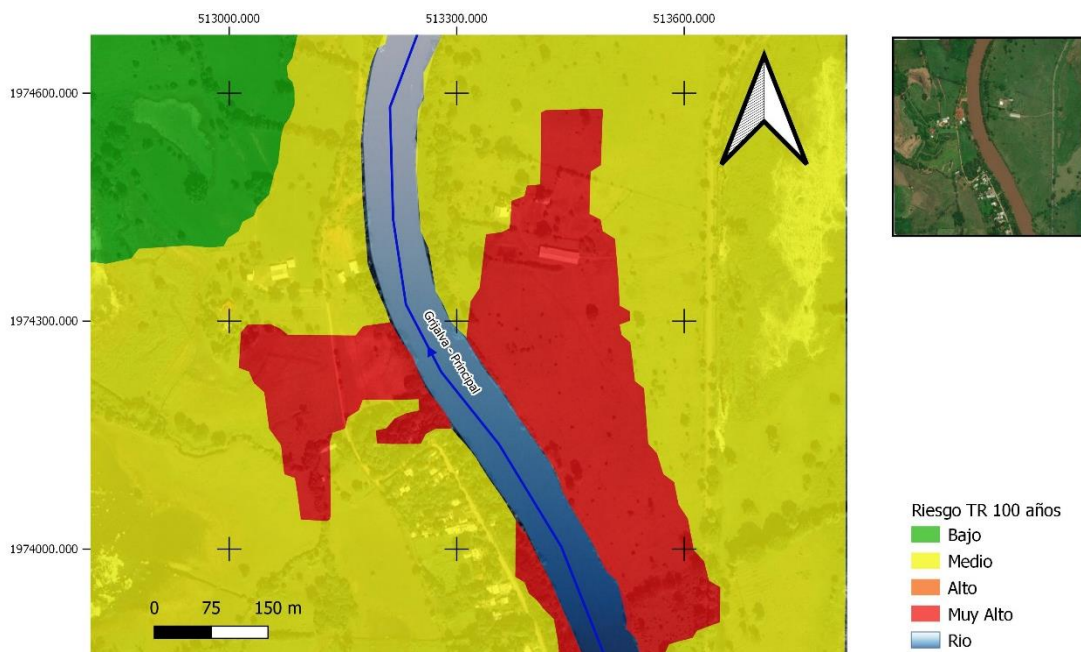 513000.000
513300.000
513600.000
1974600.000
1974300.000
1974000.000
Grijalva - Principal
0 75 150 m
Riesgo TR 100 años
Bajo
Medio
Alto
Muy Alto
Rio